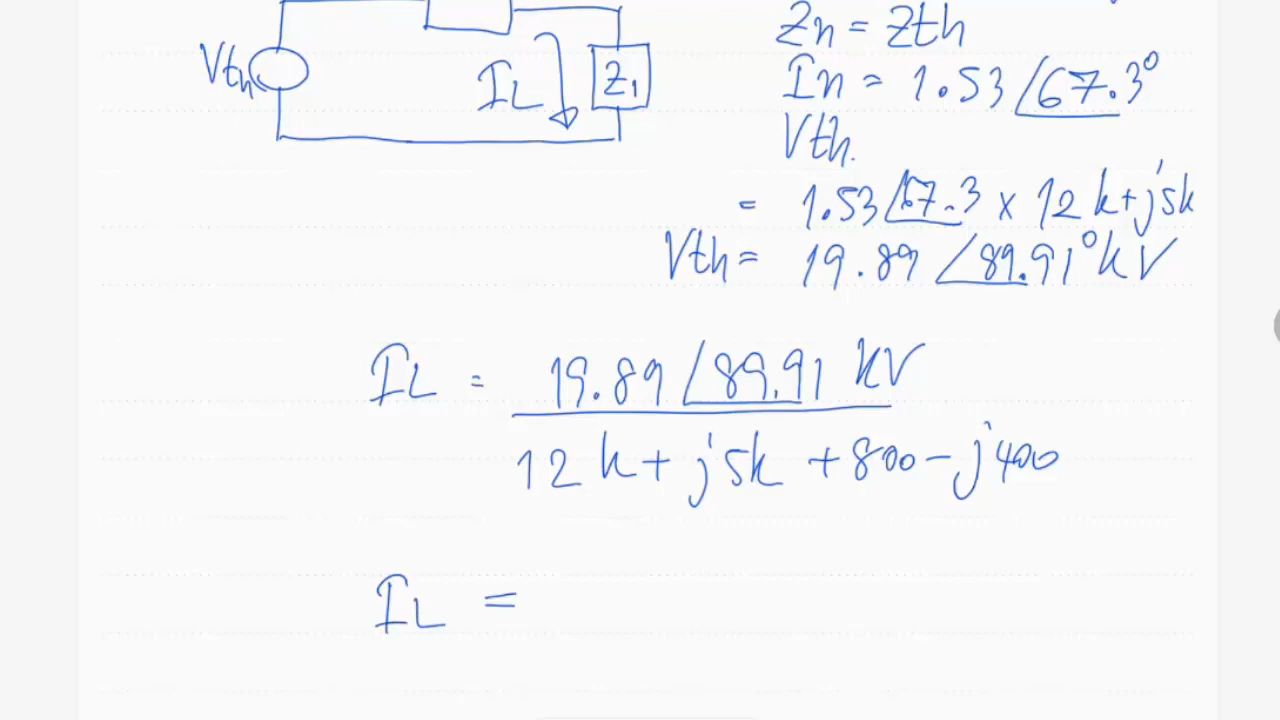 Zn = Zth
Vth
IL
Z1
In = 1.53 /67.3°
Vth.
= 1.53 /67.3 x 12k+j5k
Vth = 19.89 /89.91° kV
IL = 19.89 /89.91 kV
12k + j5k + 800 - j400
IL =